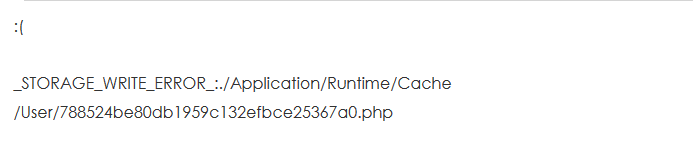 :(
_STORAGE_WRITE_ERROR_:./Application/Runtime/Cache
/User/788524be80db1959c132efbce25367a0.php